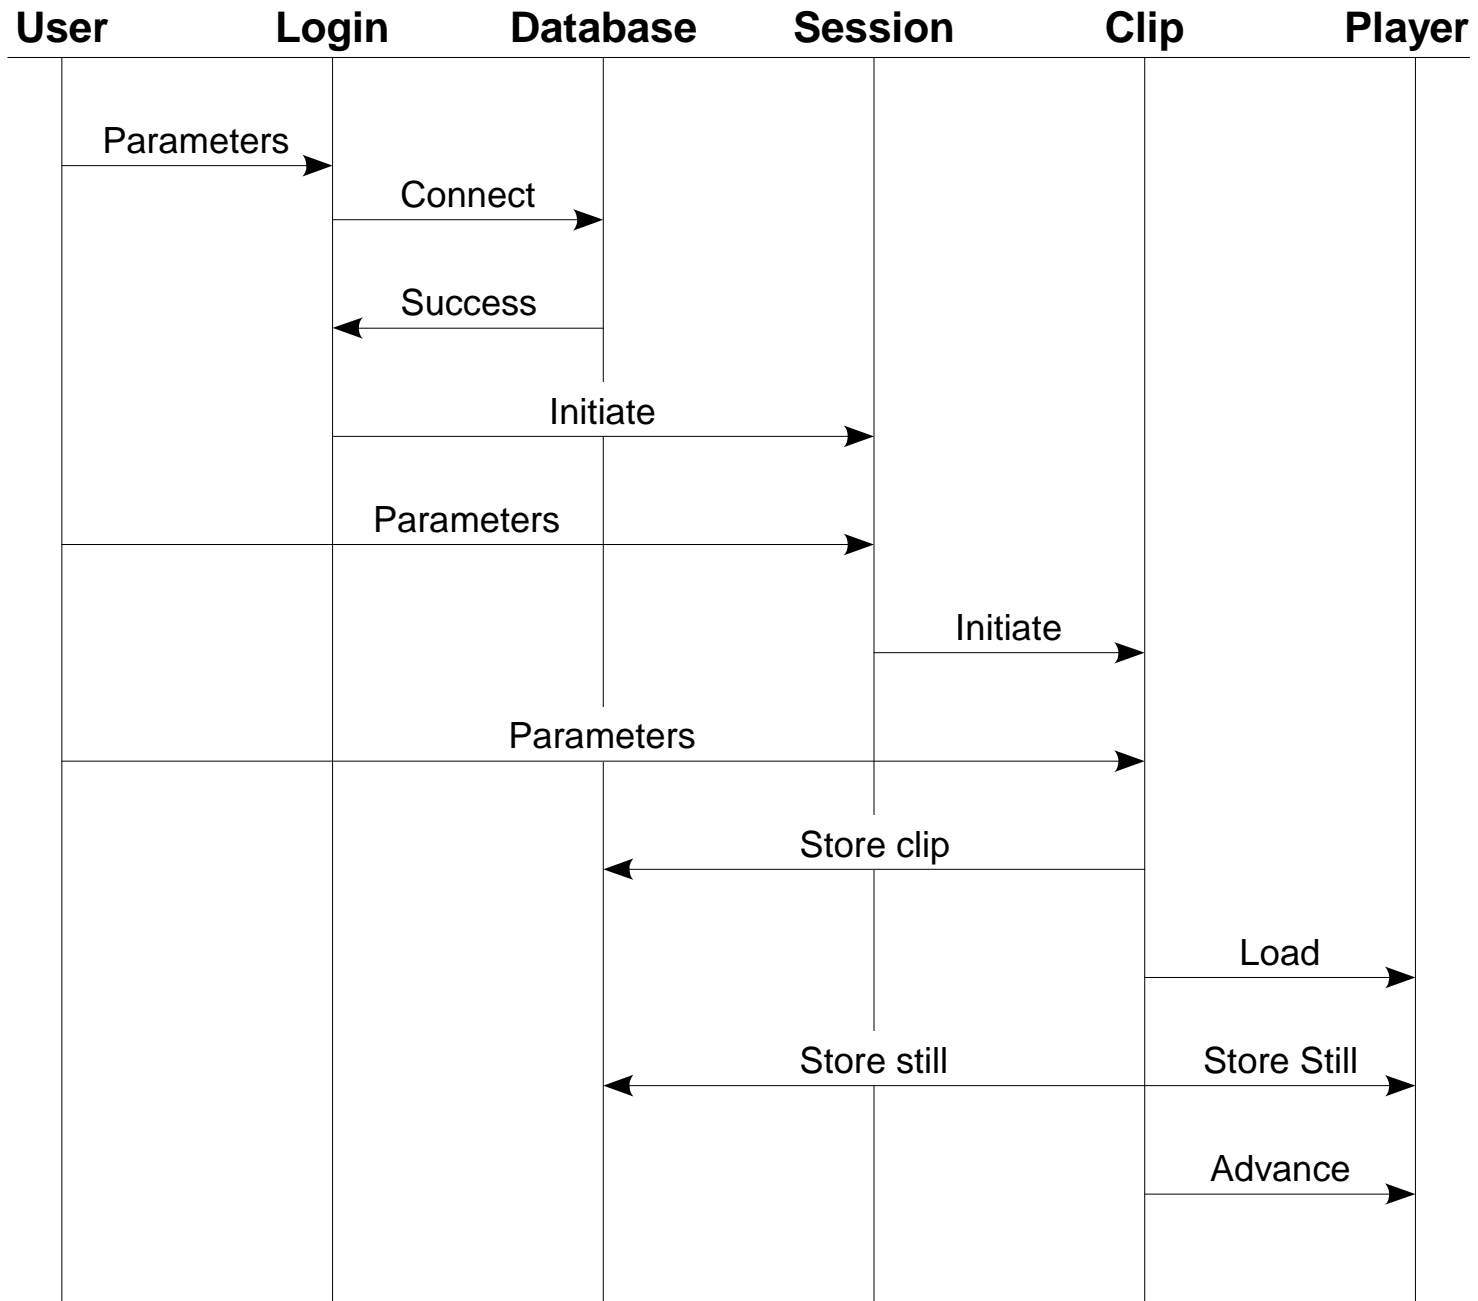 User Login Database Session Clip Player
Parameters
Connect
Success
Initiate
Parameters
Initiate
Parameters
Store clip
Load
Store still Store Still
Advance